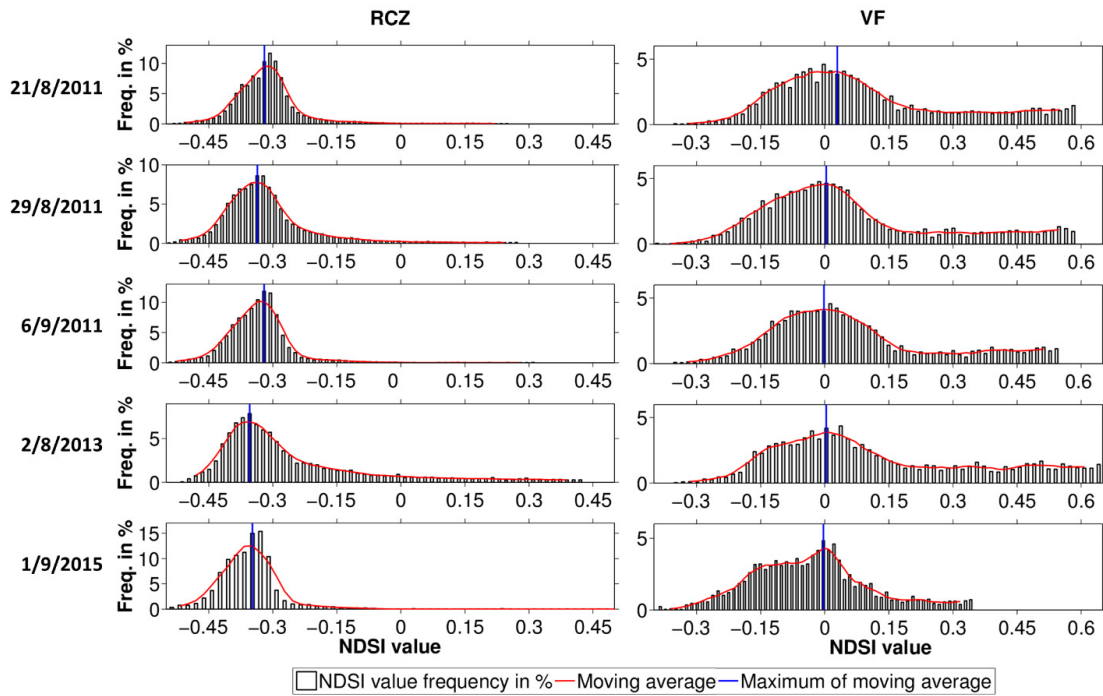 RCZ VF
21/8/2011
Freq. in %
10
5
0
−0.45 −0.3 −0.15 0 0.15 0.3 0.45
5
0
−0.3 −0.15 0 0.15 0.3 0.45 0.6
29/8/2011
Freq. in %
10
5
0
−0.45 −0.3 −0.15 0 0.15 0.3 0.45
5
0
−0.3 −0.15 0 0.15 0.3 0.45 0.6
6/9/2011
Freq. in %
10
5
0
−0.45 −0.3 −0.15 0 0.15 0.3 0.45
5
0
−0.3 −0.15 0 0.15 0.3 0.45 0.6
2/8/2013
Freq. in %
5
0
−0.45 −0.3 −0.15 0 0.15 0.3 0.45
5
0
−0.3 −0.15 0 0.15 0.3 0.45 0.6
1/9/2015
Freq. in %
15
10
5
0
−0.45 −0.3 −0.15 0 0.15 0.3 0.45
NDSI value
5
0
−0.3 −0.15 0 0.15 0.3 0.45 0.6
NDSI value
NDSI value frequency in % Moving average Maximum of moving average